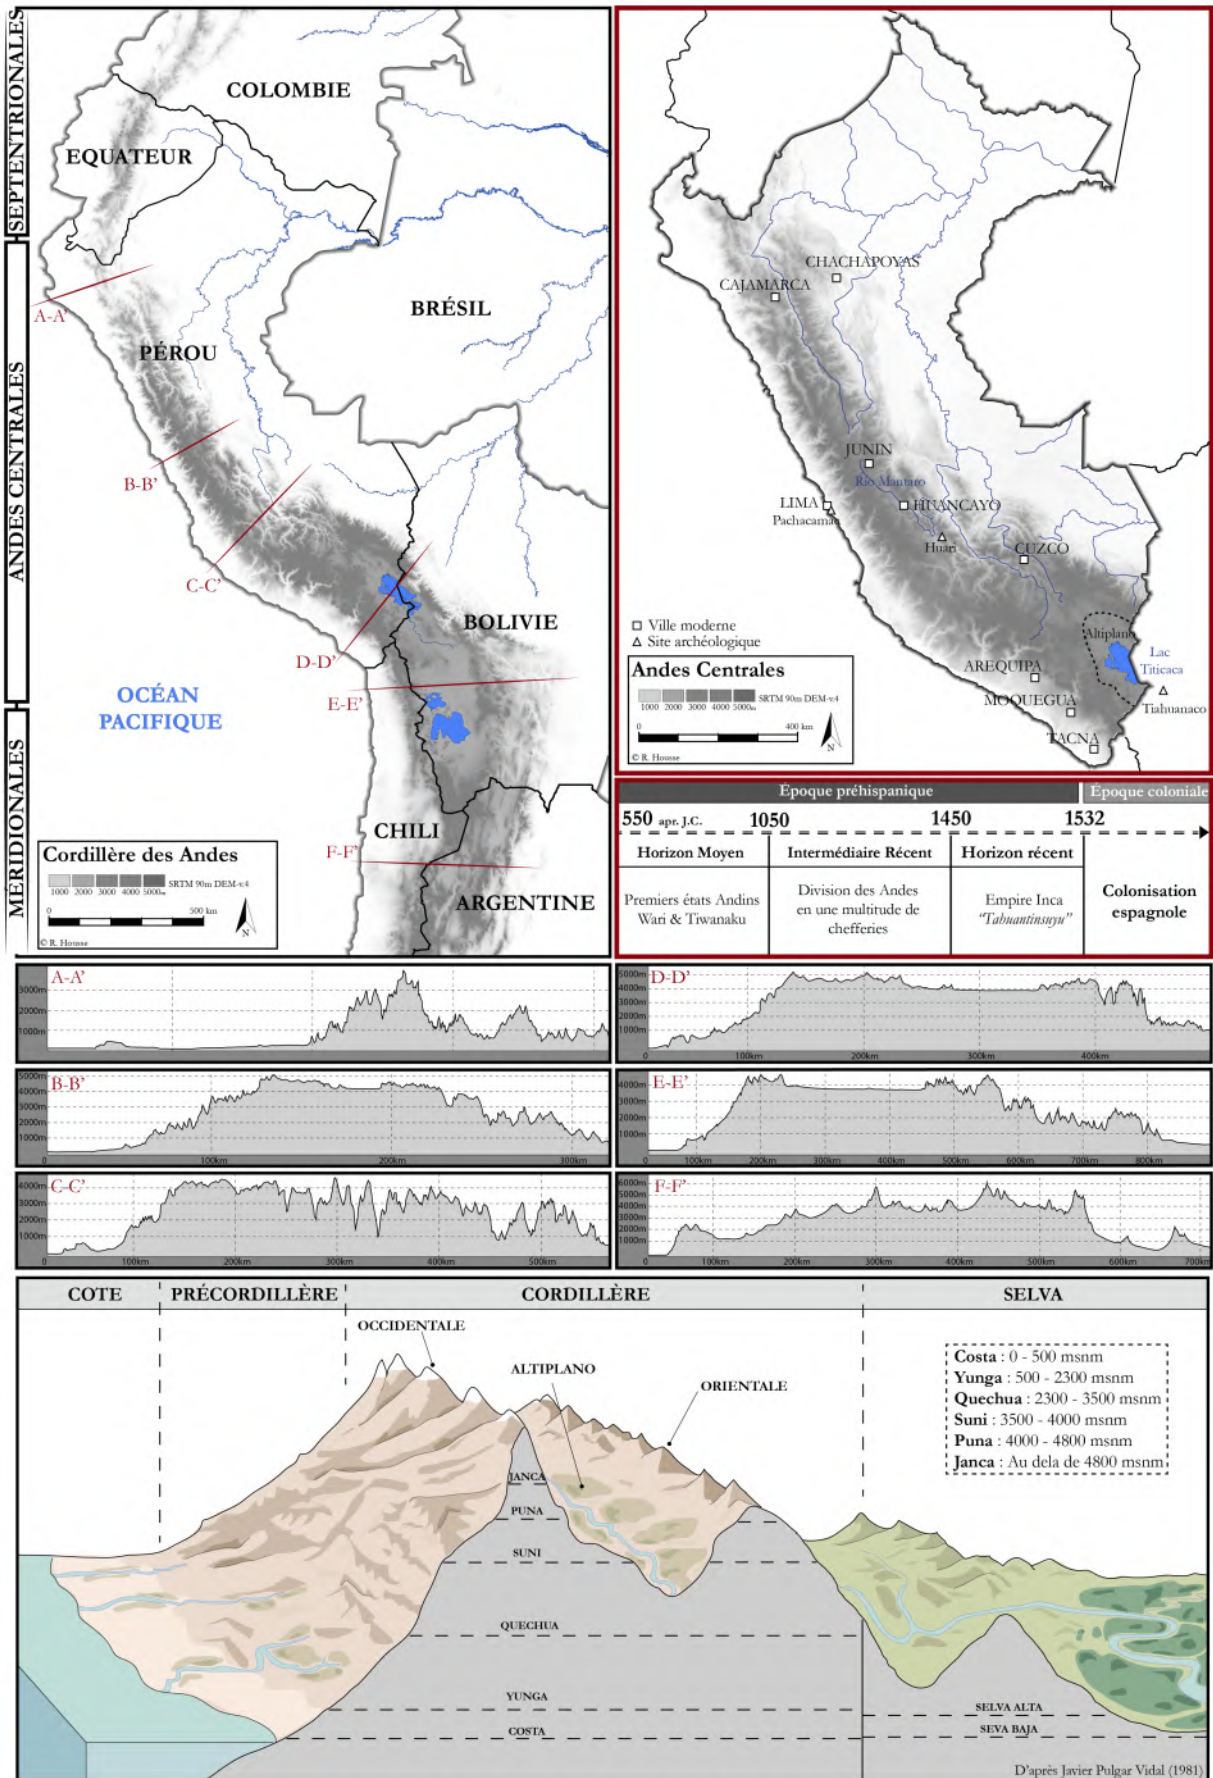 SEPTENTRIONALES
ANDES CENTRALES
MÉRIDIONALES
COLOMBIE
EQUATEUR
BRÉSIL
A-A'
PÉROU
B-B'
C-C'
BOLIVIE
D-D'
E-E'
OCÉAN
PACIFIQUE
CHILI
F-F'
ARGENTINE
Cordillère des Andes
1000 2000 3000 4000 5000m SRTM 90m DEM-v.4
0 500 km
N
© R. Housse
CHACHAPOYAS
CAJAMARCA
JUNIN
Rio Mantaro
LIMA
HUANCAYO
Pachacamac
Huari
CUZCO
Ville moderne
Site archéologique
Altiplano
Lac
Titicaca
AREQUIPA
MOQUEGUA
Tiahuanaco
TACNA
Andes Centrales
1000 2000 3000 4000 5000m SRTM 90m DEM-v.4
0 400 km
N
© R. Housse
Époque préhispanique
Époque coloniale
550 apr. J.C. 1050 1450 1532
Horizon Moyen
Intermédiaire Récent
Horizon récent
Premiers états Andins
Wari & Tiwanaku
Division des Andes
en une multitude de
chefferies
Empire Inca
"Tahuantinsuyu"
Colonisation
espagnole
A-A'
3000m
1000m
D-D'
5000m
4000m
3000m
2000m
1000m
0 100km 200km 300km 400km
B-B'
5000m
4000m
3000m
2000m
1000m
100km 200km 300km
E-E'
4000m
3000m
2000m
1000m
0 100km 200km 300km 400km 500km 600km 700km 800km
C-C'
4000m
3000m
2000m
1000m
0 100km 200km 300km 400km 500km
F-F'
6000m
5000m
4000m
3000m
2000m
1000m
0 100km 200km 300km 400km 500km 600km 700km
COTE PRÉCORDILLÈRE CORDILLÈRE SELVA
OCCIDENTALE
ALTIPLANO
ORIENTALE
Costa : 0 - 500 msnm
Yunga : 500 - 2300 msnm
Quechua : 2300 - 3500 msnm
Suni : 3500 - 4000 msnm
Puna : 4000 - 4800 msnm
Janca : Au dela de 4800 msnm
JANCA
PUNA
SUNI
QUECHUA
YUNGA
COSTA
SELVA ALTA
SEVA BAJA
D'après Javier Pulgar Vidal (1981)